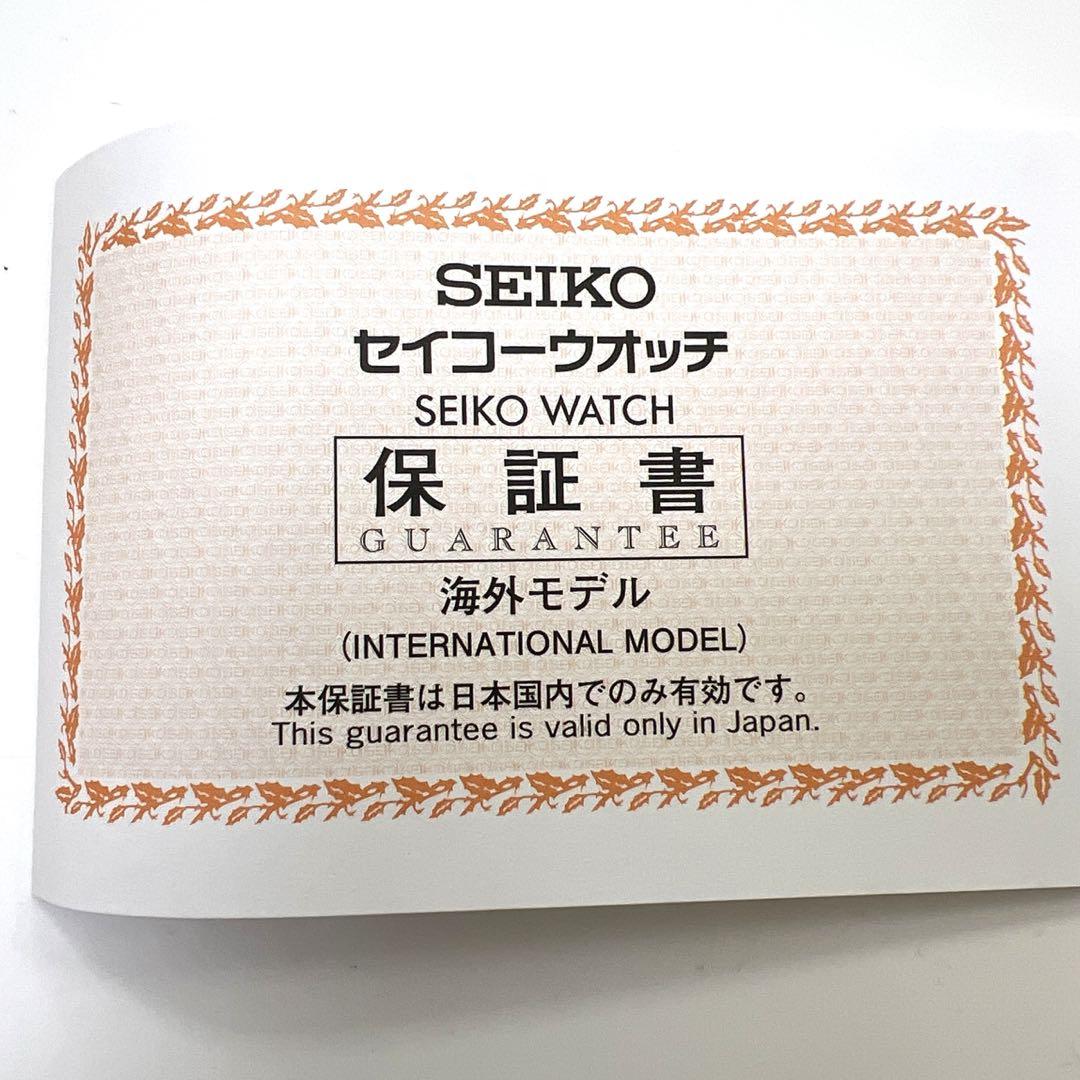 SEIKO
セイコーウオッチ
SEIKO WATCH
保証書
GUARANTEE
海外モデル
(INTERNATIONAL MODEL)
本保証書は日本国内でのみ有効です。
This guarantee is valid only in Japan.